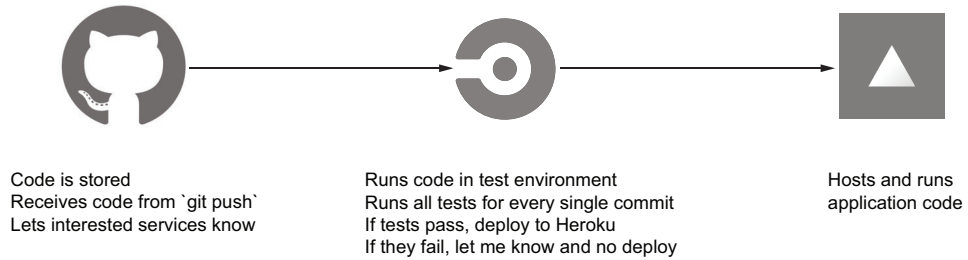 Code is stored
Receives code from `git push`
Lets interested services know
Runs code in test environment
Runs all tests for every single commit
If tests pass, deploy to Heroku
If they fail, let me know and no deploy
Hosts and runs
application code